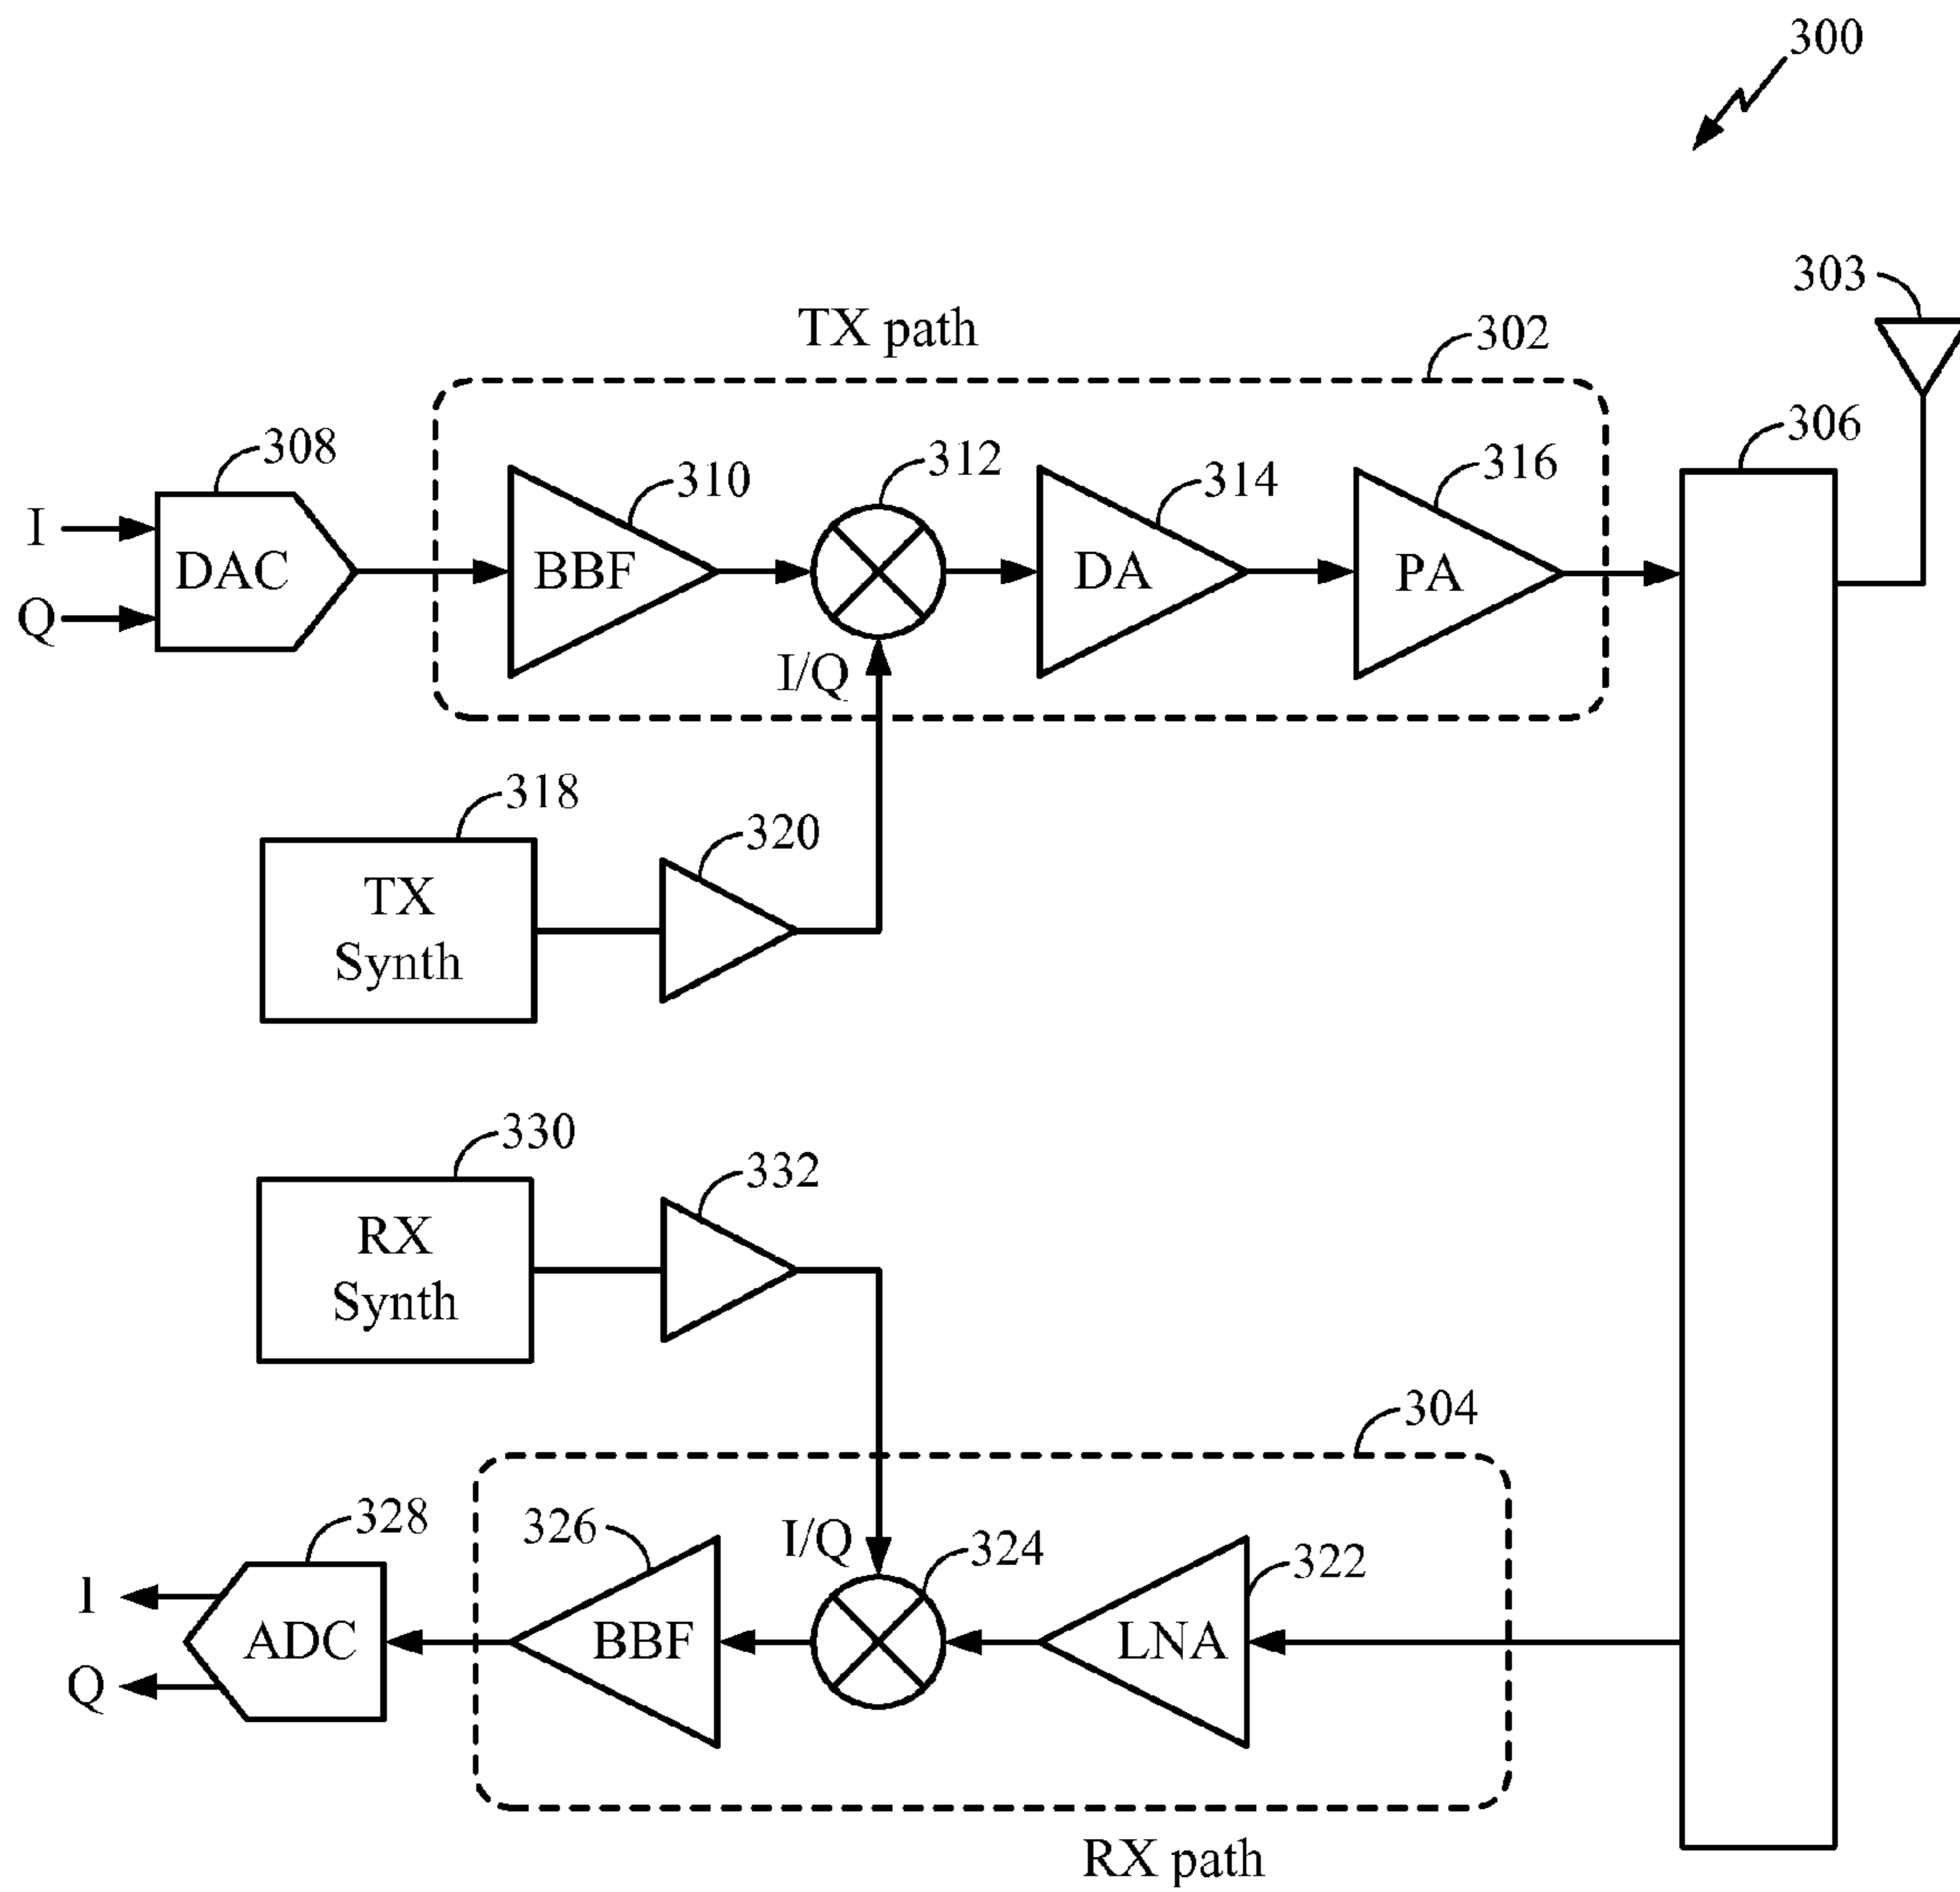 300
303
TX path
302
306
308
310
312
314
316
I
DAC
BBF
DA
PA
Q
I/Q
318
320
TX
Synth
330
332
RX
Synth
304
328
326
I/Q
324
322
I
ADC
BBF
LNA
Q
RX path